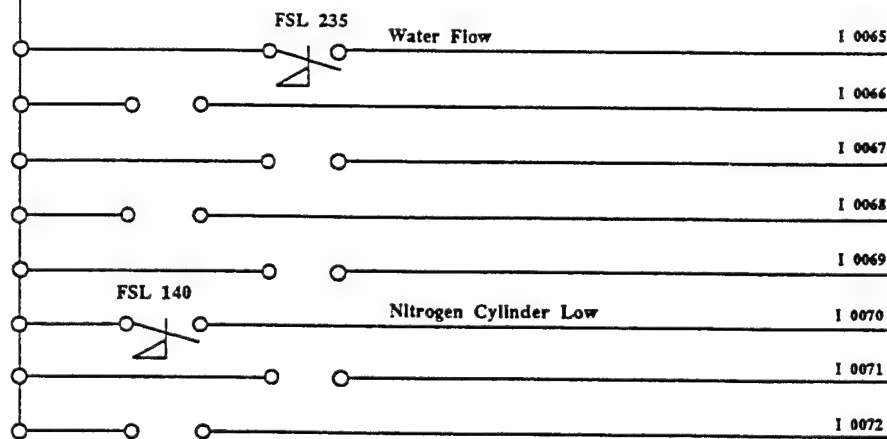 FSL 235
Water Flow
I 0065
I 0066
I 0067
I 0068
I 0069
FSL 140
Nitrogen Cylinder Low
I 0070
I 0071
I 0072